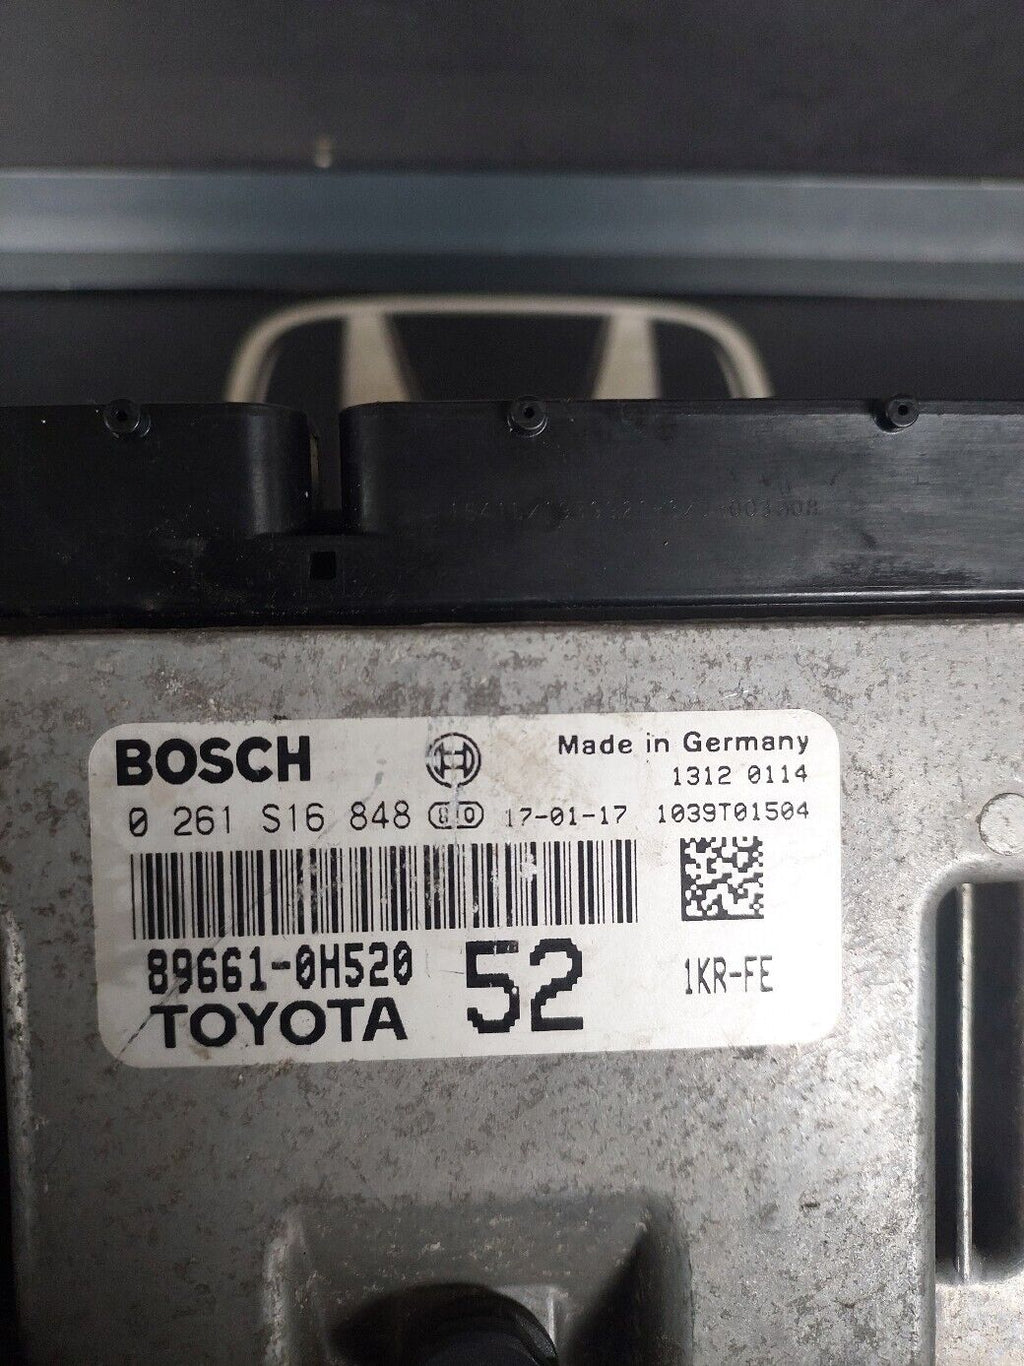 BOSCH
Made in Germany
1312 0114
0 261 S16 848 80 17-01-17 1039T01504
89661-0H520 52 1KR-FE
TOYOTA